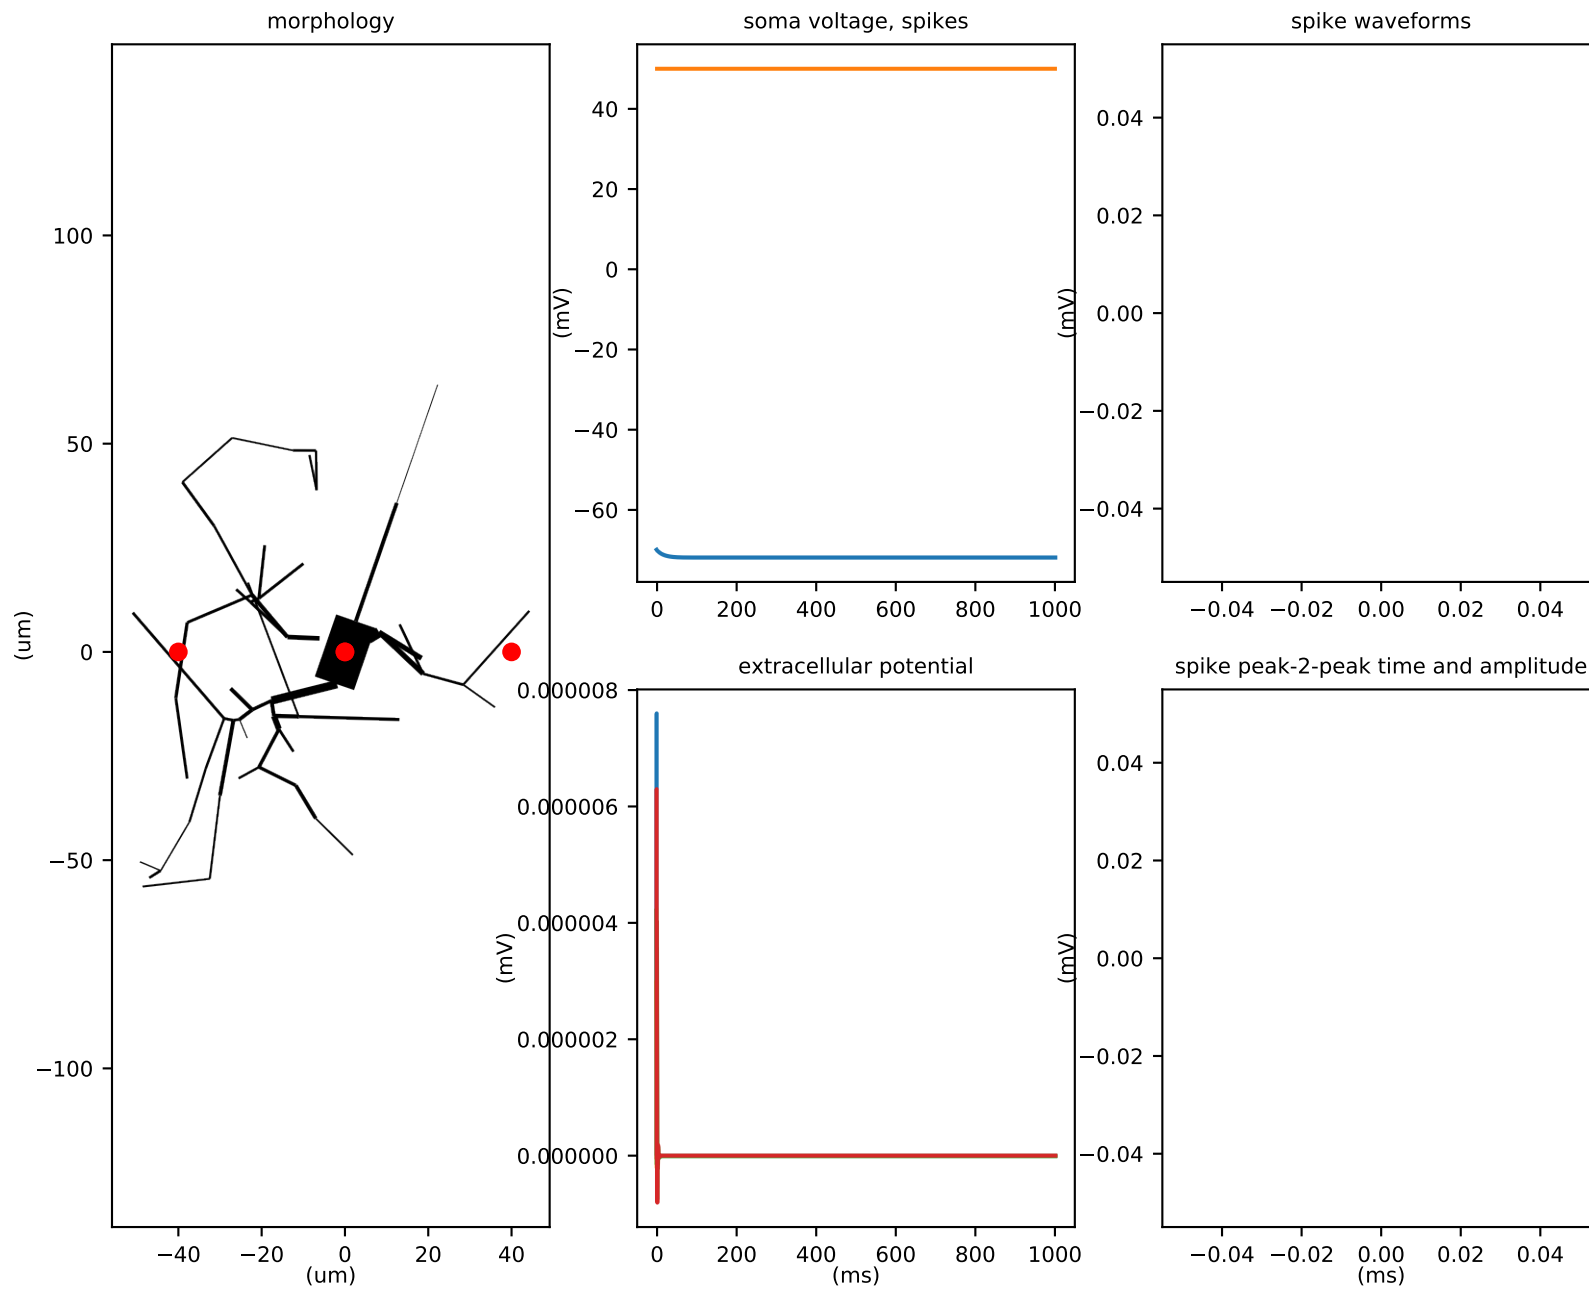 morphology
100
50
0
−50
−100
(um)
−40 −20 0 20 40
(um)
soma voltage, spikes
40
20
0
−20
−40
−60
(mV)
0 200 400 600 800 1000
spike waveforms
0.04
0.02
0.00
−0.02
−0.04
(mV)
−0.04 −0.02 0.00 0.02 0.04
extracellular potential
0.000008
0.000006
0.000004
0.000002
0.000000
(mV)
0 200 400 600 800 1000
(ms)
spike peak-2-peak time and amplitude
0.04
0.02
0.00
−0.02
−0.04
(mV)
−0.04 −0.02 0.00 0.02 0.04
(ms)